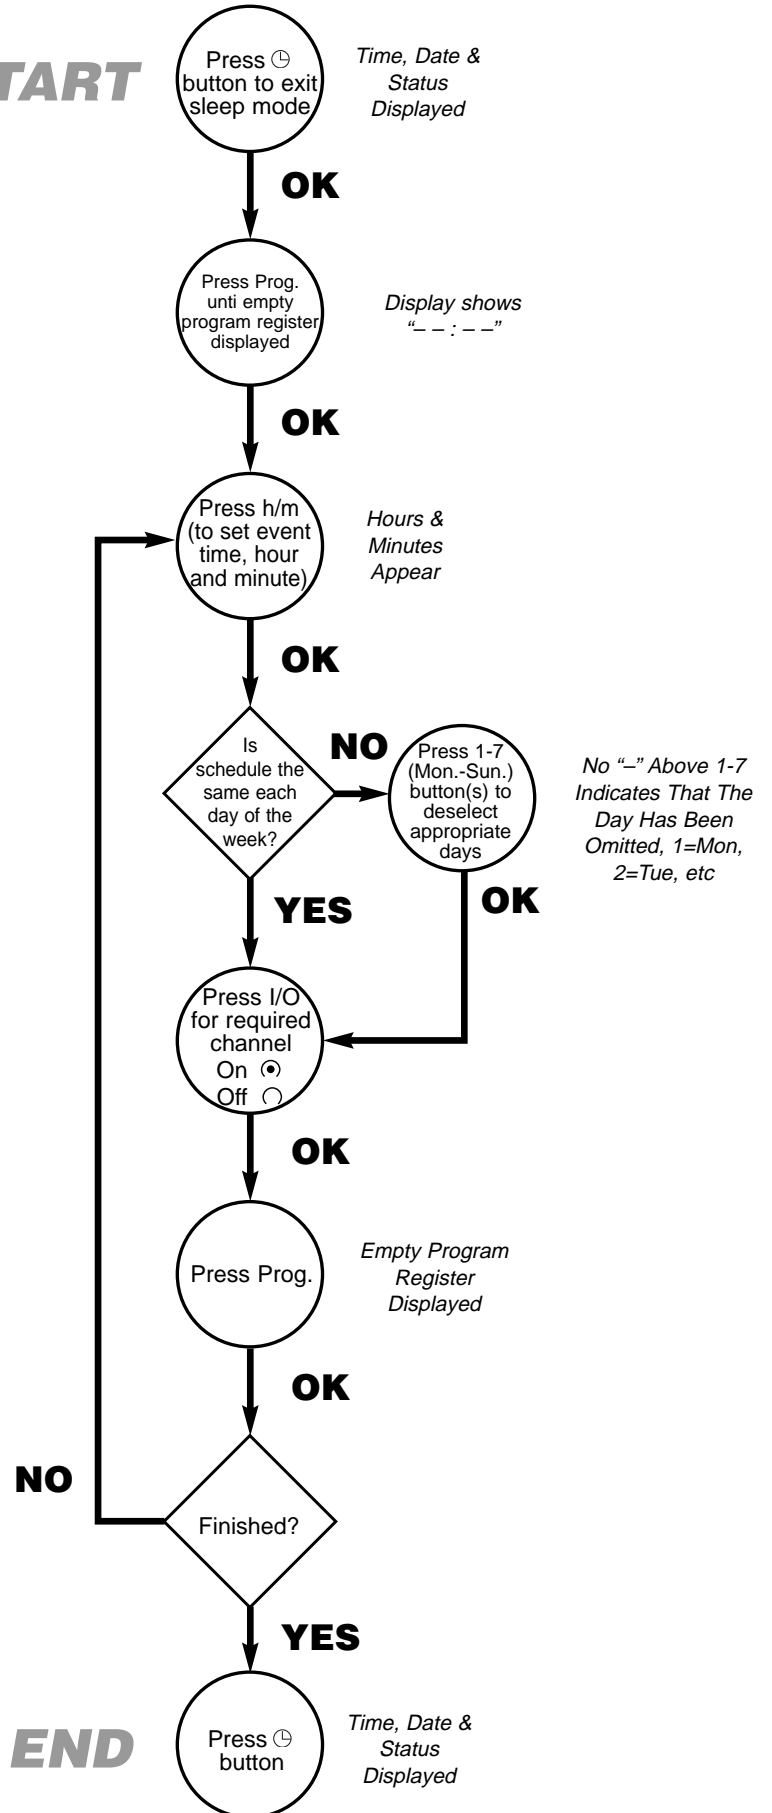 TART
Press 🕒
button to exit
sleep mode
Time, Date &
Status
Displayed
OK
Press Prog.
unti empty
program register
displayed
Display shows
“– – : – –”
OK
Press h/m
(to set event
time, hour
and minute)
Hours &
Minutes
Appear
OK
Is
schedule the
same each
day of the
week?
NO
Press 1-7
(Mon.-Sun.)
button(s) to
deselect
appropriate
days
No “–” Above 1-7
Indicates That The
Day Has Been
Omitted, 1=Mon,
2=Tue, etc
YES
OK
Press I/O
for required
channel
On
Off
OK
Press Prog.
Empty Program
Register
Displayed
OK
NO
Finished?
YES
END
Press 🕒
button
Time, Date &
Status
Displayed